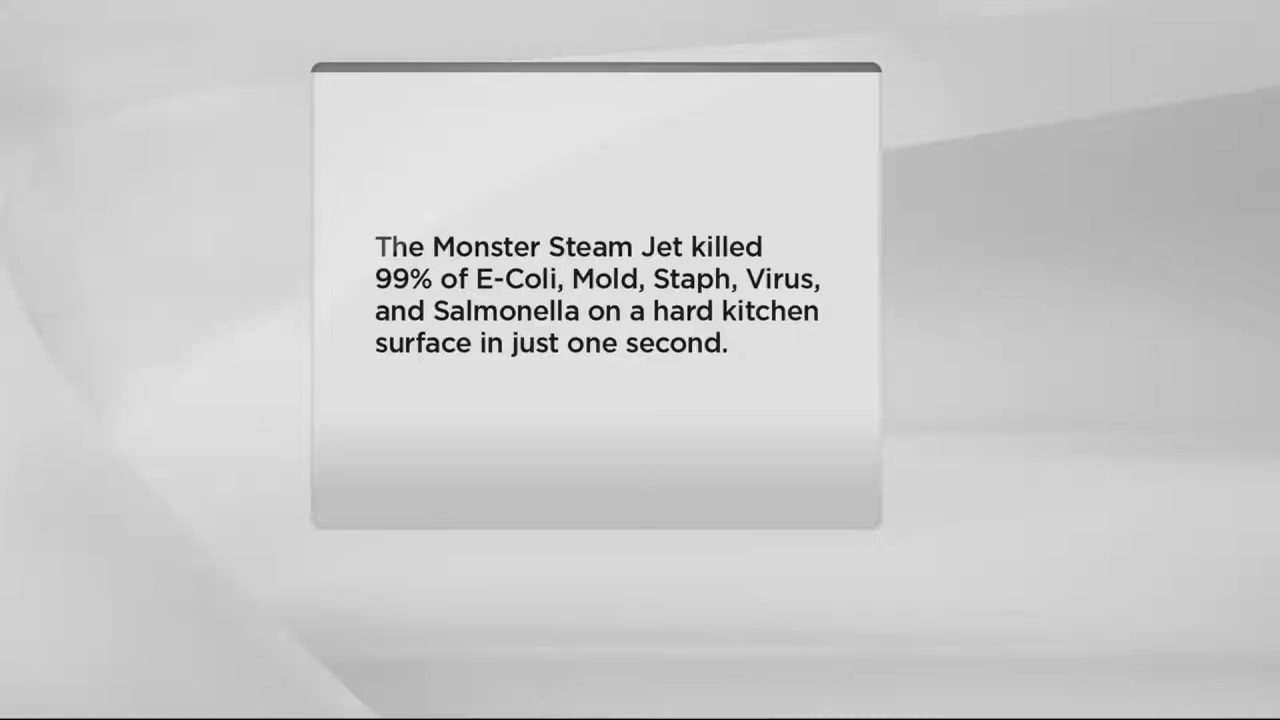 The Monster Steam Jet killed
99% of E-Coli, Mold, Staph, Virus,
and Salmonella on a hard kitchen
surface in just one second.